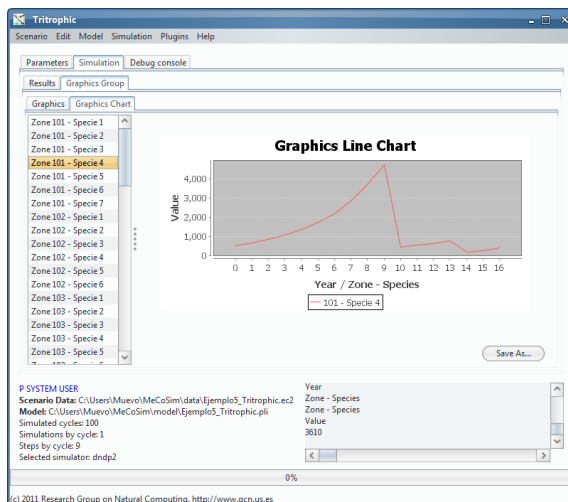 Tritrophic
Scenario Edit Model Simulation Plugins Help
Parameters Simulation Debug console
Results Graphics Group
Graphics Graphics Chart
Zone 101 - Specie 1
Zone 101 - Specie 2
Zone 101 - Specie 3
Zone 101 - Specie 4
Zone 101 - Specie 5
Zone 101 - Specie 6
Zone 101 - Specie 7
Zone 102 - Specie 1
Zone 102 - Specie 2
Zone 102 - Specie 3
Zone 102 - Specie 4
Zone 102 - Specie 5
Zone 102 - Specie 6
Zone 103 - Specie 1
Zone 103 - Specie 2
Zone 103 - Specie 3
Zone 103 - Specie 4
Zone 103 - Specie 5
Graphics Line Chart
Value
4,000
3,000
2,000
1,000
0
0 1 2 3 4 5 6 7 8 9 10 11 12 13 14 15 16
Year / Zone - Species
101 - Specie 4
Save As...
P SYSTEM USER
Scenario Data: C:\Users\Muevo\MeCoSim\data\Ejemplo5_Tritrophic.ec2
Model: C:\Users\Muevo\MeCoSim\model\Ejemplo5_Tritrophic.pli
Simulated cycles: 100
Simulations by cycle: 1
Steps by cycle: 9
Selected simulator: dndp2
Year
Zone - Species
Zone - Species
Value
3610
0%
(c) 2011 Research Group on Natural Computing. http://www.gcn.us.es